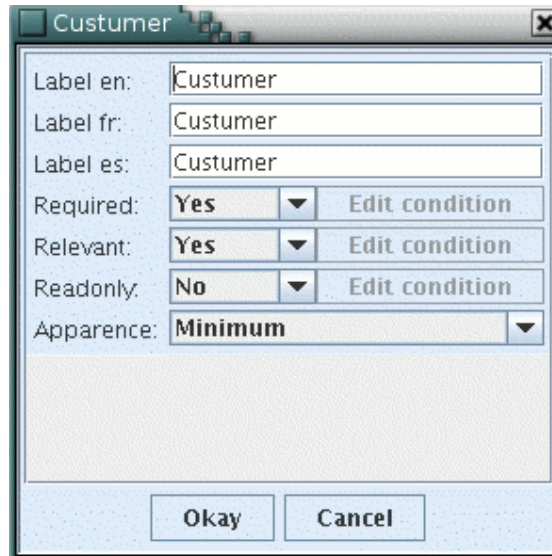 Custumer
Label en: Custumer
Label fr: Custumer
Label es: Custumer
Required: Yes Edit condition
Relevant: Yes Edit condition
Readonly: No Edit condition
Apparence: Minimum
Okay Cancel